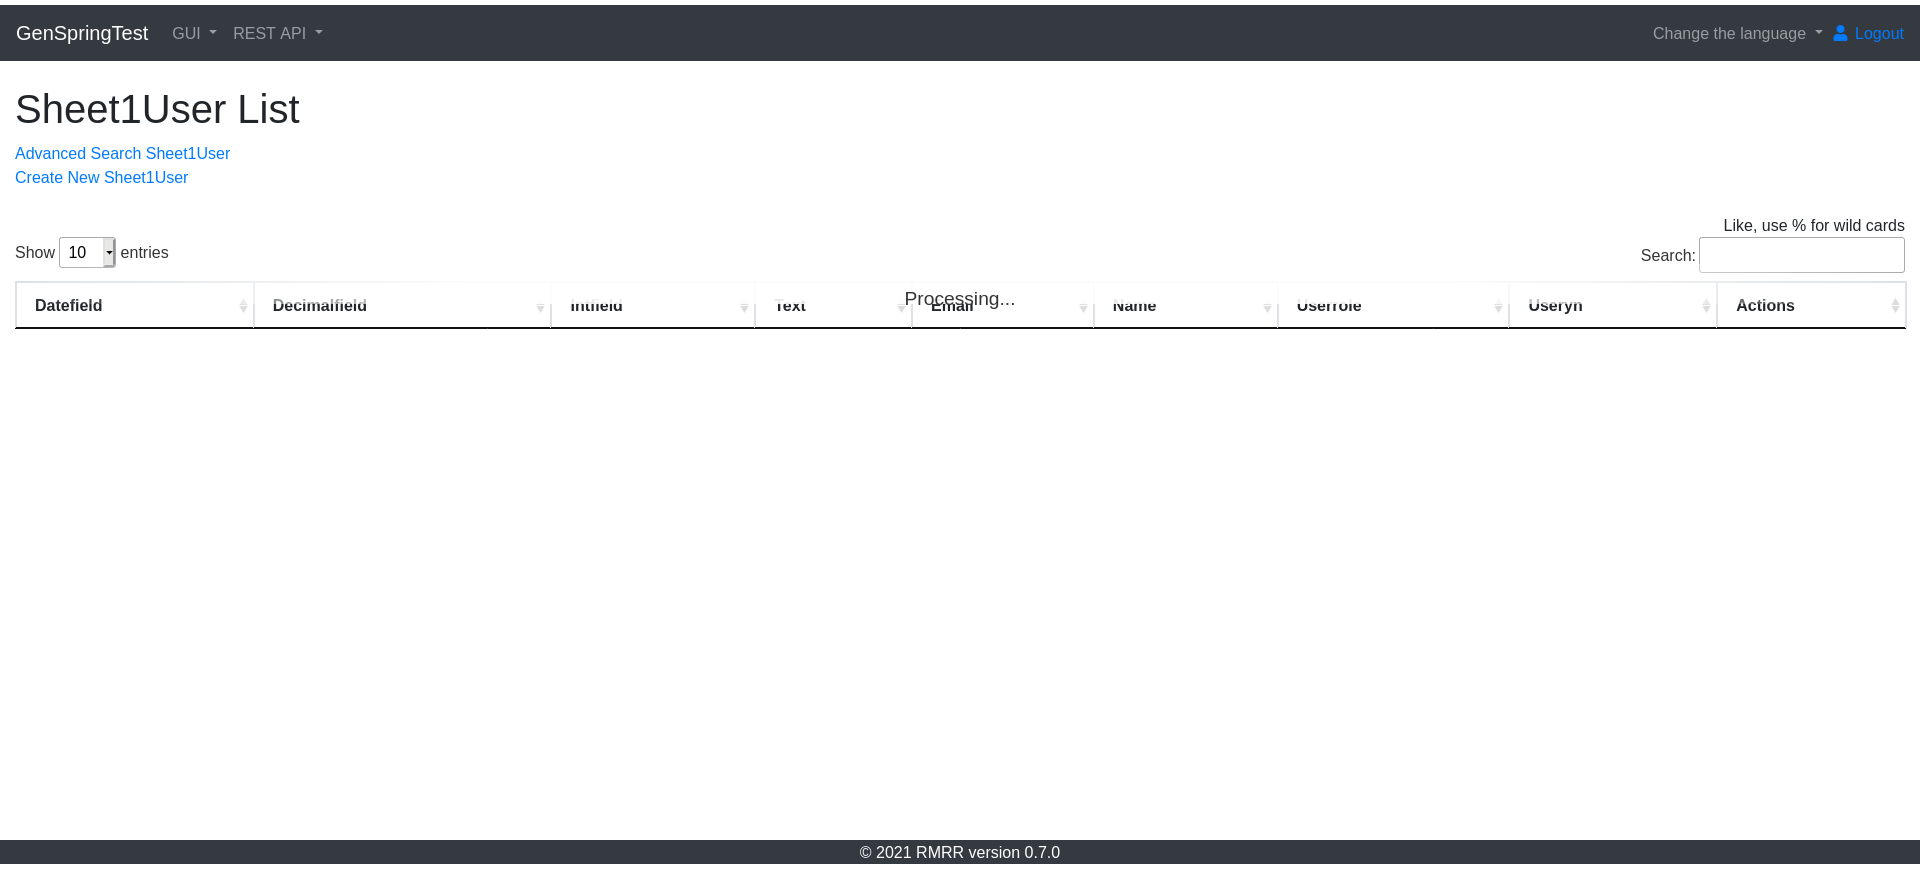 GenSpringTest GUI REST API Change the language Logout
Sheet1User List
Advanced Search Sheet1User
Create New Sheet1User
Like, use % for wild cards
Show 10 entries Search:
Processing...
Datefield Decimalfield Intfield Text Email Name Userrole Useryn Actions
© 2021 RMRR version 0.7.0